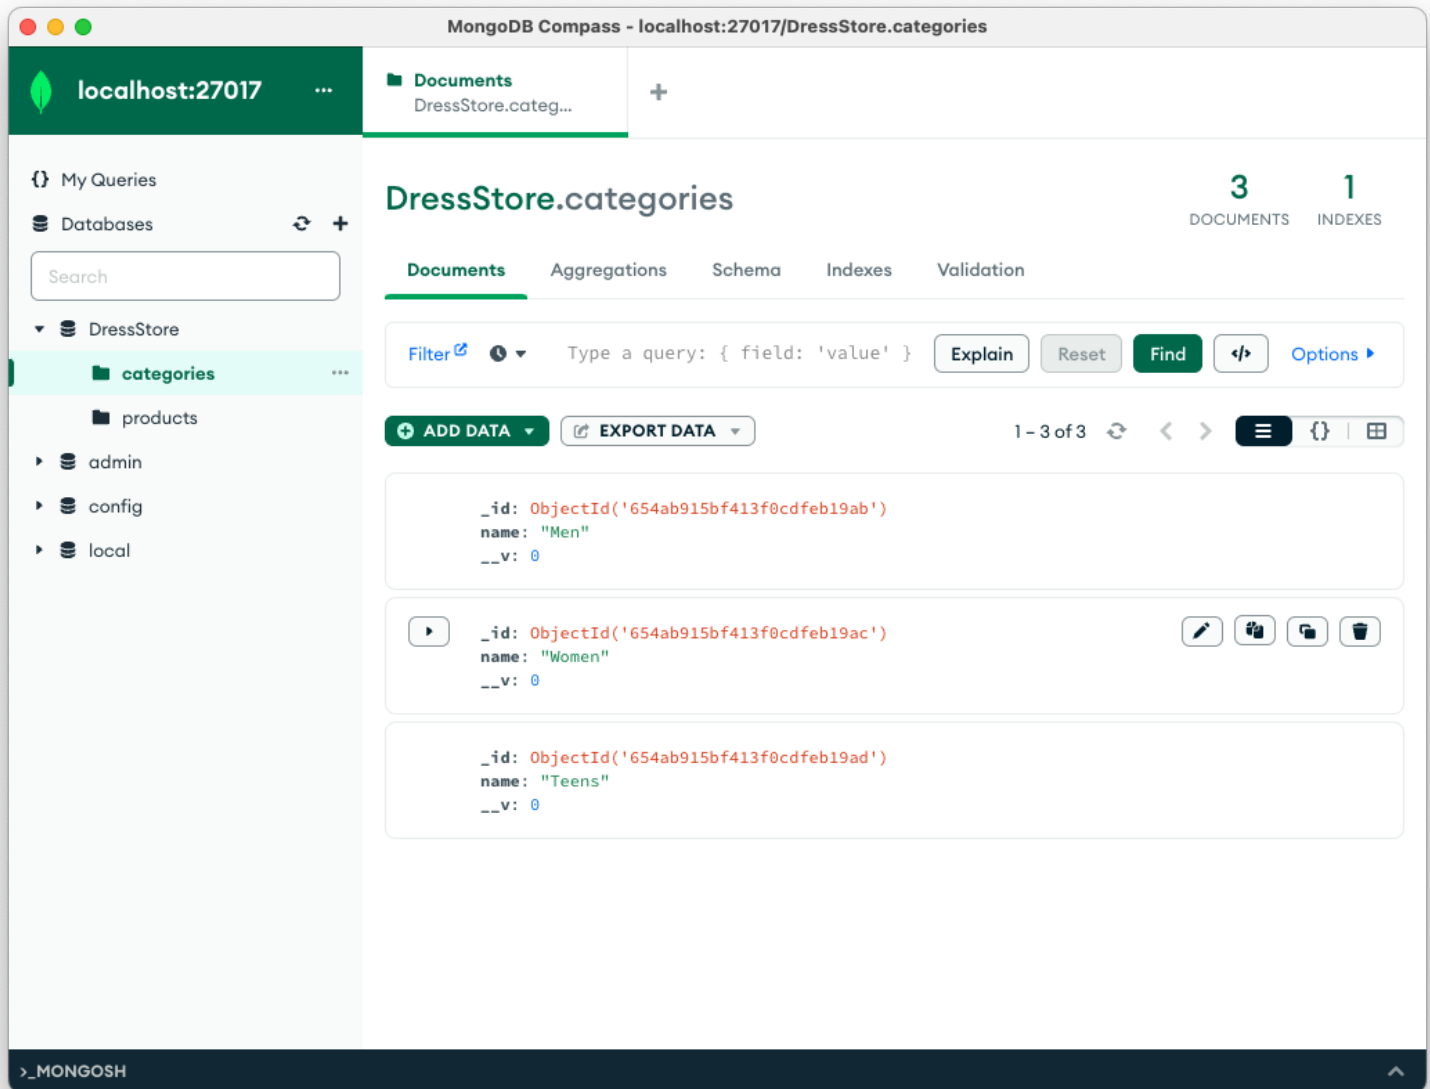 MongoDB Compass - localhost:27017/DressStore.categories
localhost:27017
Documents
DressStore.categ...
My Queries
Databases
Search
DressStore
categories
products
admin
config
local
DressStore.categories
3
DOCUMENTS
1
INDEXES
Documents Aggregations Schema Indexes Validation
Filter Type a query: { field: 'value' } Explain Reset Find </> Options
ADD DATA EXPORT DATA 1 – 3 of 3 {}
_id: ObjectId('654ab915bf413f0cdfeb19ab')
name: "Men"
__v: 0
_id: ObjectId('654ab915bf413f0cdfeb19ac')
name: "Women"
__v: 0
_id: ObjectId('654ab915bf413f0cdfeb19ad')
name: "Teens"
__v: 0
>_MONGOSH